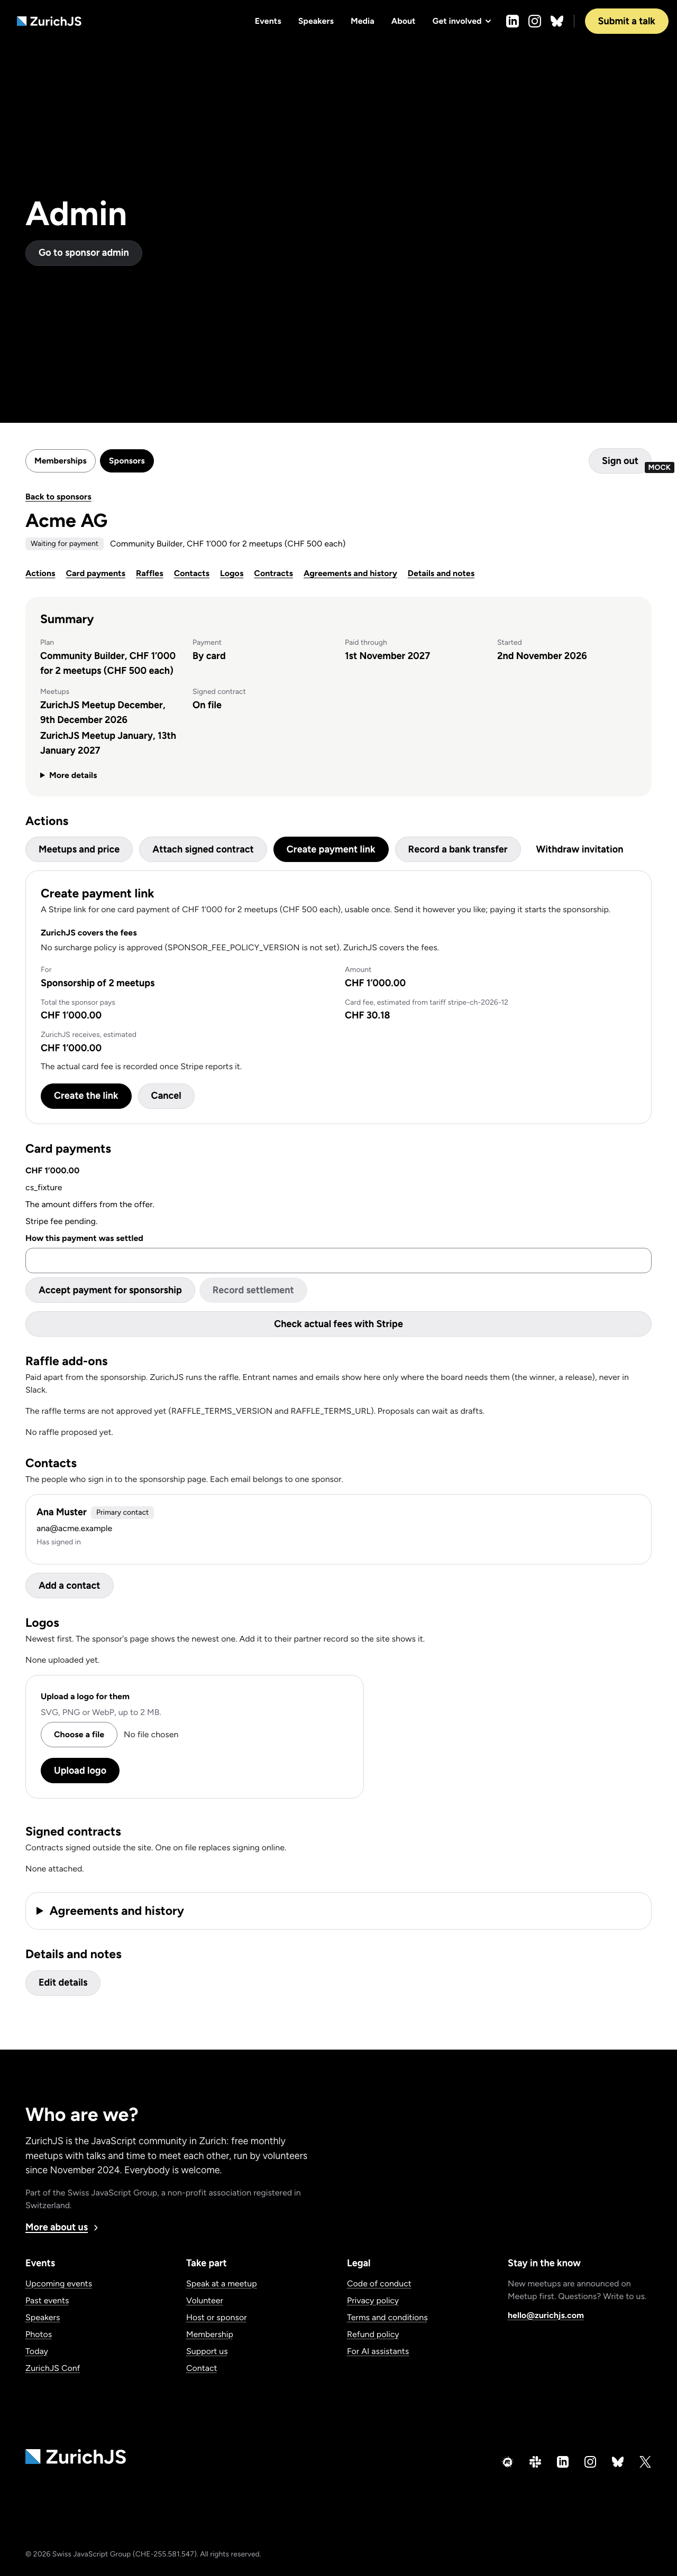 ZurichJS
Events
Speakers
Media
About
Get involved
Submit a talk
Admin
Go to sponsor admin
Memberships
Sponsors
Sign out
MOCK
Back to sponsors
Acme AG
Waiting for payment
Community Builder, CHF 1'000 for 2 meetups (CHF 500 each)
Actions
Card payments
Raffles
Contacts
Logos
Contracts
Agreements and history
Details and notes
Summary
Plan
Community Builder, CHF 1'000
for 2 meetups (CHF 500 each)
Payment
By card
Paid through
1st November 2027
Started
2nd November 2026
Meetups
ZurichJS Meetup December,
9th December 2026
ZurichJS Meetup January, 13th
January 2027
Signed contract
On file
More details
Actions
Meetups and price
Attach signed contract
Create payment link
Record a bank transfer
Withdraw invitation
Create payment link
A Stripe link for one card payment of CHF 1'000 for 2 meetups (CHF 500 each), usable once. Send it however you like; paying it starts the sponsorship.
ZurichJS covers the fees
No surcharge policy is approved (SPONSOR_FEE_POLICY_VERSION is not set). ZurichJS covers the fees.
For
Sponsorship of 2 meetups
Amount
CHF 1'000.00
Total the sponsor pays
CHF 1'000.00
Card fee, estimated from tariff stripe-ch-2026-12
CHF 30.18
ZurichJS receives, estimated
CHF 1'000.00
The actual card fee is recorded once Stripe reports it.
Create the link
Cancel
Card payments
CHF 1'000.00
cs_fixture
The amount differs from the offer.
Stripe fee pending.
How this payment was settled
Accept payment for sponsorship
Record settlement
Check actual fees with Stripe
Raffle add-ons
Paid apart from the sponsorship. ZurichJS runs the raffle. Entrant names and emails show here only where the board needs them (the winner, a release), never in
Slack.
The raffle terms are not approved yet (RAFFLE_TERMS_VERSION and RAFFLE_TERMS_URL). Proposals can wait as drafts.
No raffle proposed yet.
Contacts
The people who sign in to the sponsorship page. Each email belongs to one sponsor.
Ana Muster
Primary contact
ana@acme.example
Has signed in
Add a contact
Logos
Newest first. The sponsor's page shows the newest one. Add it to their partner record so the site shows it.
None uploaded yet.
Upload a logo for them
SVG, PNG or WebP, up to 2 MB.
Choose a file
No file chosen
Upload logo
Signed contracts
Contracts signed outside the site. One on file replaces signing online.
None attached.
Agreements and history
Details and notes
Edit details
Who are we?
ZurichJS is the JavaScript community in Zurich: free monthly
meetups with talks and time to meet each other, run by volunteers
since November 2024. Everybody is welcome.
Part of the Swiss JavaScript Group, a non-profit association registered in
Switzerland.
More about us
Events
Upcoming events
Past events
Speakers
Photos
Today
ZurichJS Conf
Take part
Speak at a meetup
Volunteer
Host or sponsor
Membership
Support us
Contact
Legal
Code of conduct
Privacy policy
Terms and conditions
Refund policy
For AI assistants
Stay in the know
New meetups are announced on
Meetup first. Questions? Write to us.
hello@zurichjs.com
ZurichJS
© 2026 Swiss JavaScript Group (CHE-255.581.547). All rights reserved.